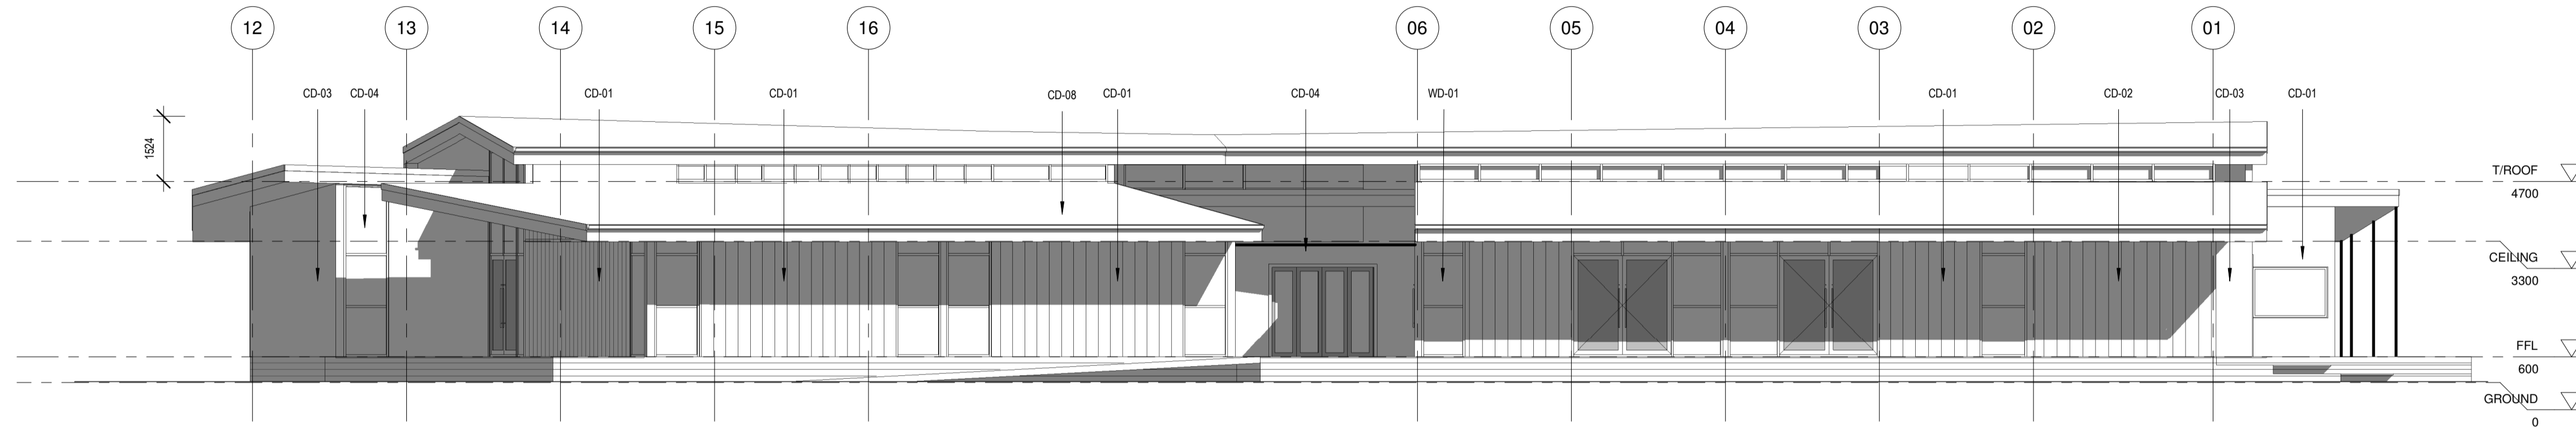 12 13 14 15 16 06 05 04 03 02 01
CD-03 CD-04 CD-01 CD-01 CD-08 CD-01 CD-04 WD-01 CD-01 CD-02 CD-03 CD-01
1524
T/ROOF
4700
CEILING
3300
FFL
600
GROUND
0